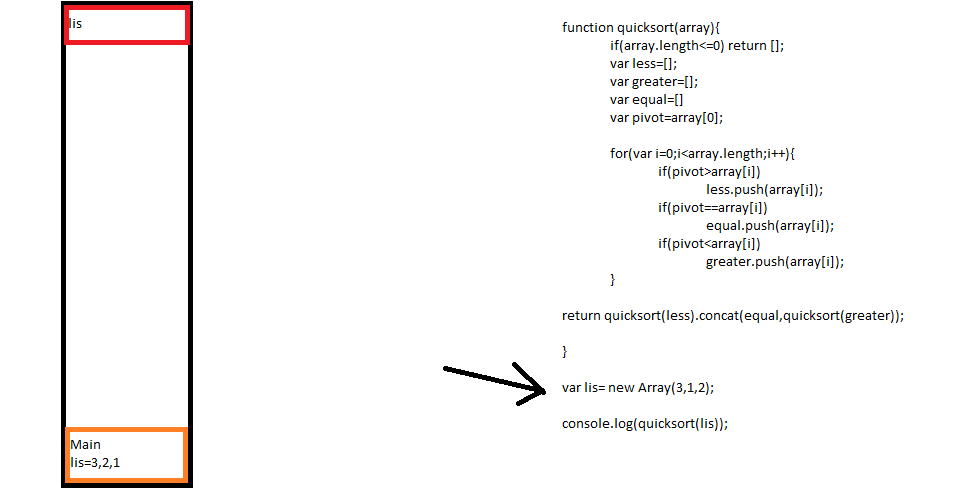 lis
Main
lis=3,2,1
function quicksort(array){
if(array.length<=0) return [];
var less=[];
var greater=[];
var equal=[]
var pivot=array[0];
for(var i=0;i<array.length;i++){
if(pivot>array[i])
less.push(array[i]);
if(pivot==array[i])
equal.push(array[i]);
if(pivot<array[i])
greater.push(array[i]);
}
return quicksort(less).concat(equal,quicksort(greater));
}
var lis= new Array(3,1,2);
console.log(quicksort(lis));